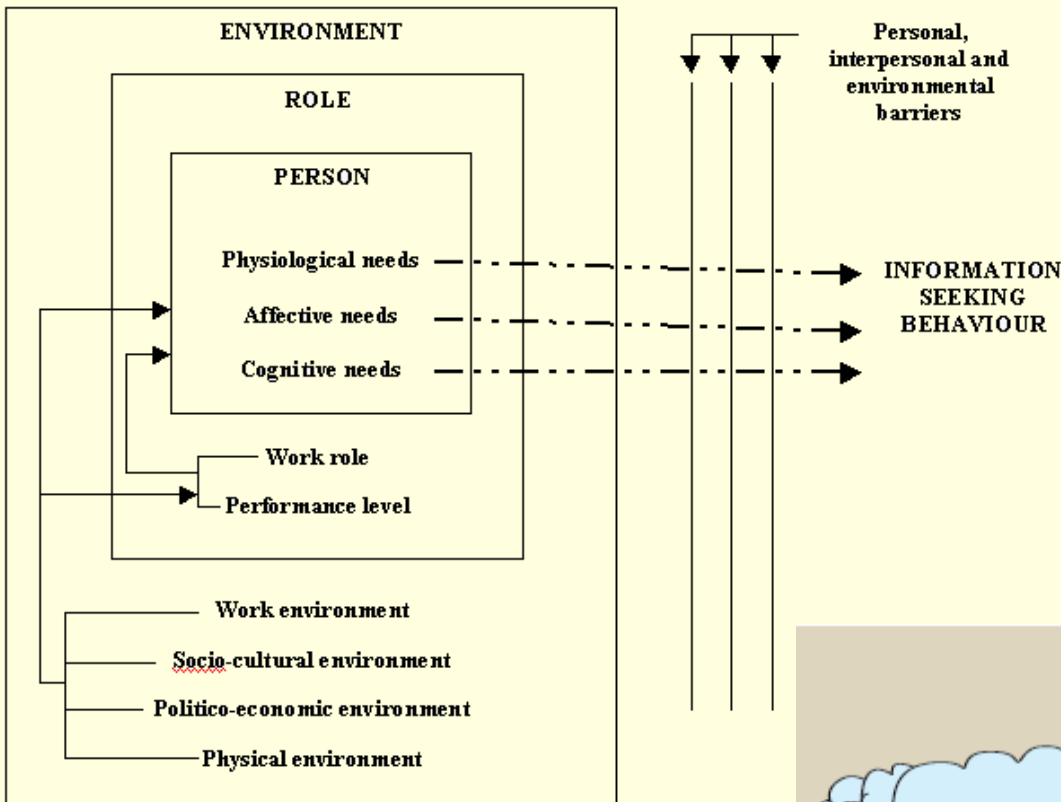 ENVIRONMENT
ROLE
PERSON
Physiological needs
Affective needs
Cognitive needs
Work role
Performance level
Work environment
Socio-cultural environment
Politico-economic environment
Physical environment
Personal,
interpersonal and
environmental
barriers
INFORMATION
SEEKING
BEHAVIOUR